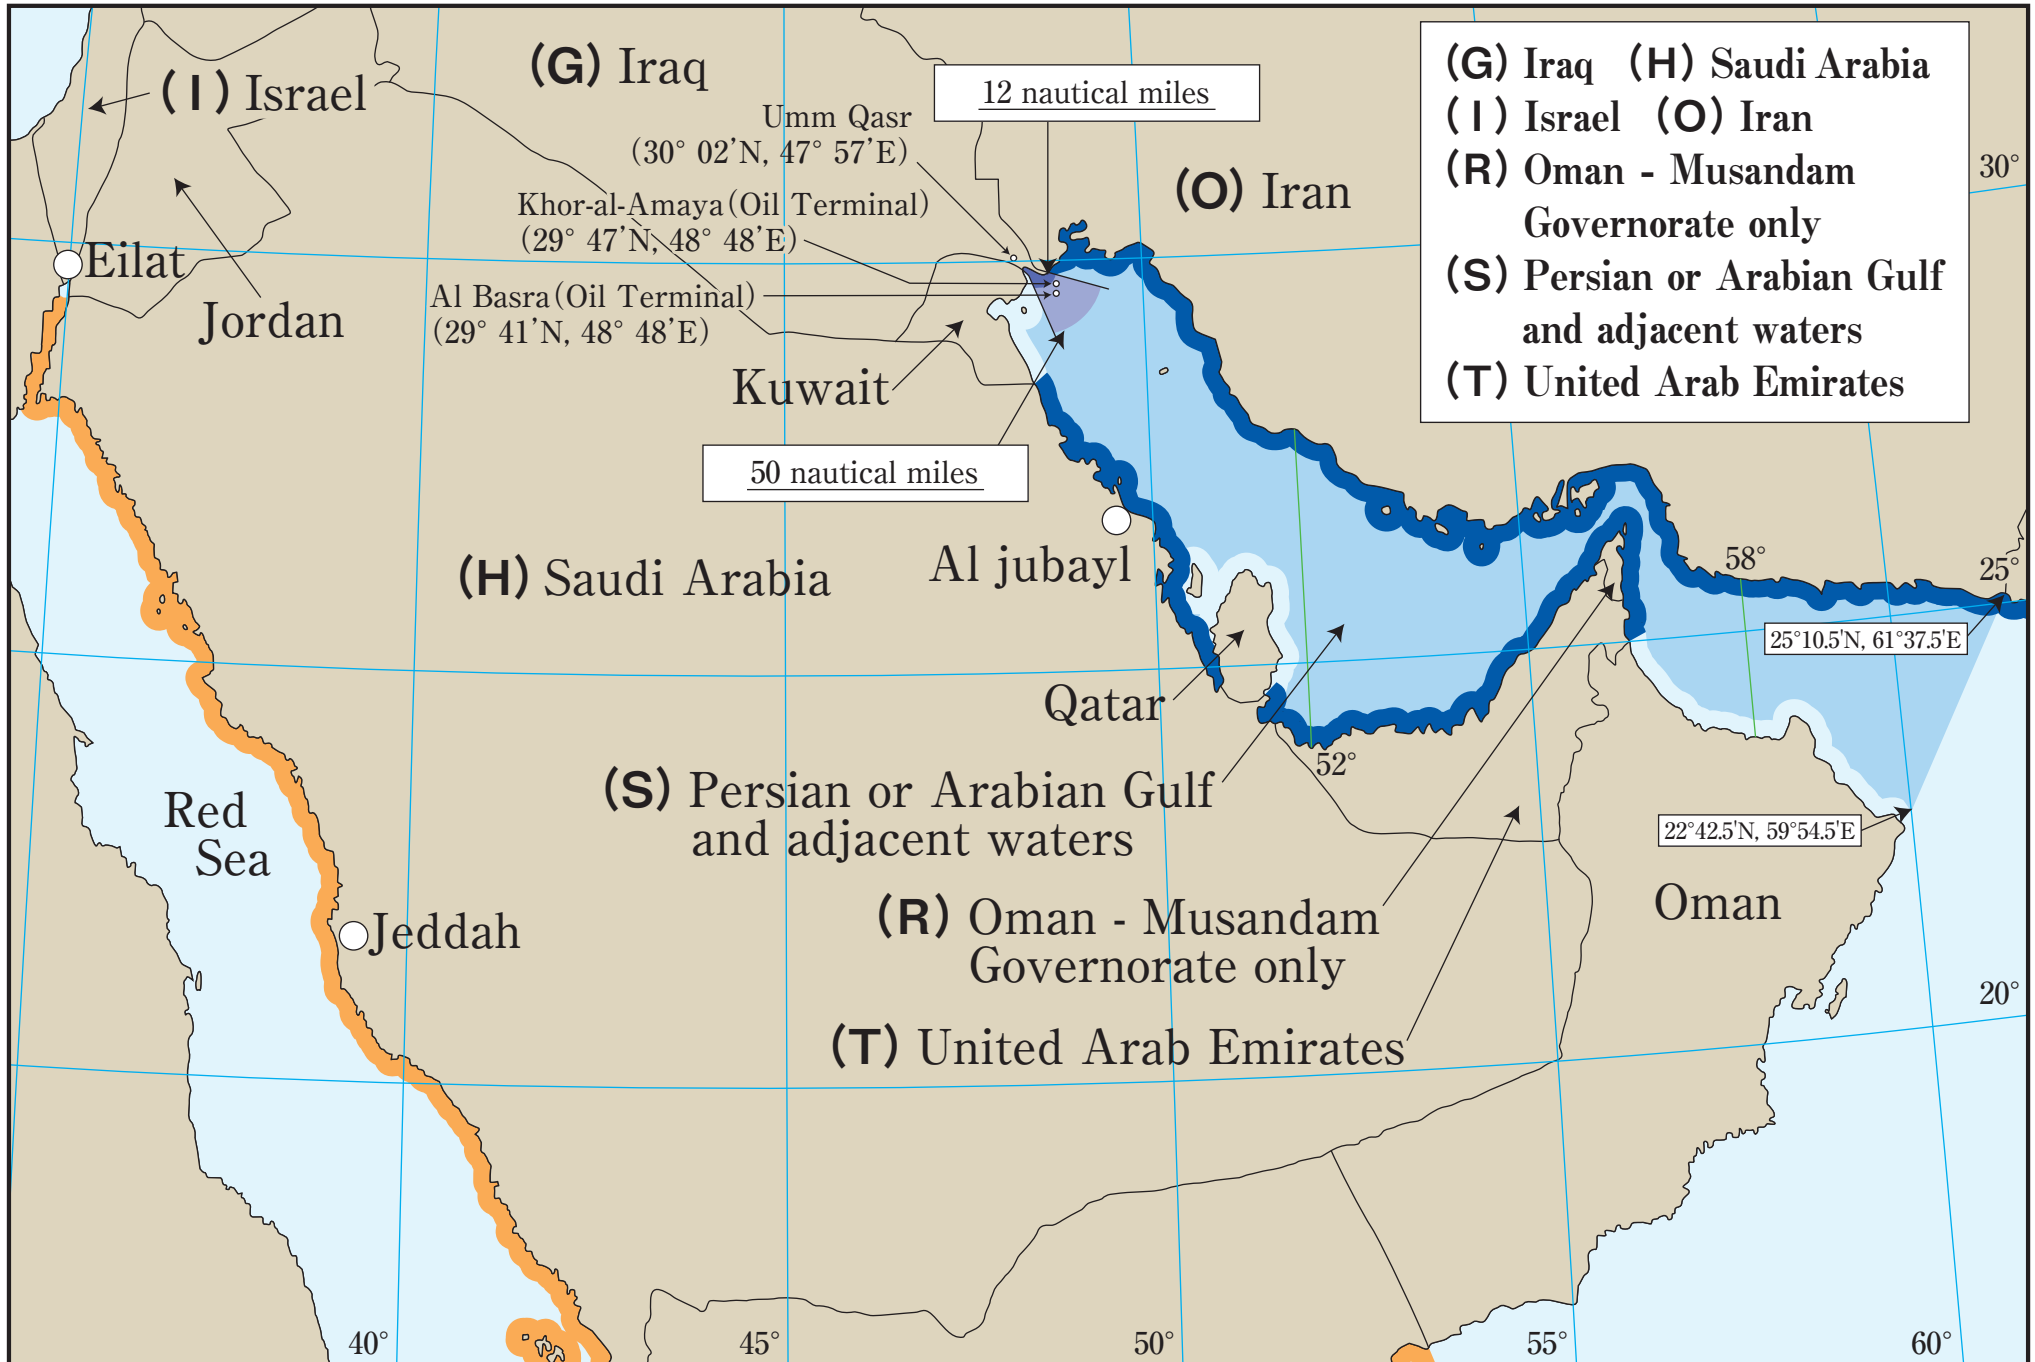 (G) Iraq (H) Saudi Arabia
(I) Israel (O) Iran
(R) Oman - Musandam
Governorate only
(S) Persian or Arabian Gulf
and adjacent waters
(T) United Arab Emirates
(I) Israel
(G) Iraq
12 nautical miles
Umm Qasr
(30° 02’N, 47° 57’E)
30°
(O) Iran
Khor-al-Amaya(Oil Terminal)
(29° 47’N, 48° 48’E)
Eilat
Al Basra(Oil Terminal)
(29° 41’N, 48° 48’E)
Jordan
Kuwait
50 nautical miles
Al jubayl
(H) Saudi Arabia
58°
25°
25°10.5'N, 61°37.5'E
Qatar
52°
(S) Persian or Arabian Gulf
and adjacent waters
Red
Sea
22°42.5'N, 59°54.5'E
Oman
(R) Oman - Musandam
Governorate only
Jeddah
20°
(T) United Arab Emirates
40°
45°
50°
55°
60°